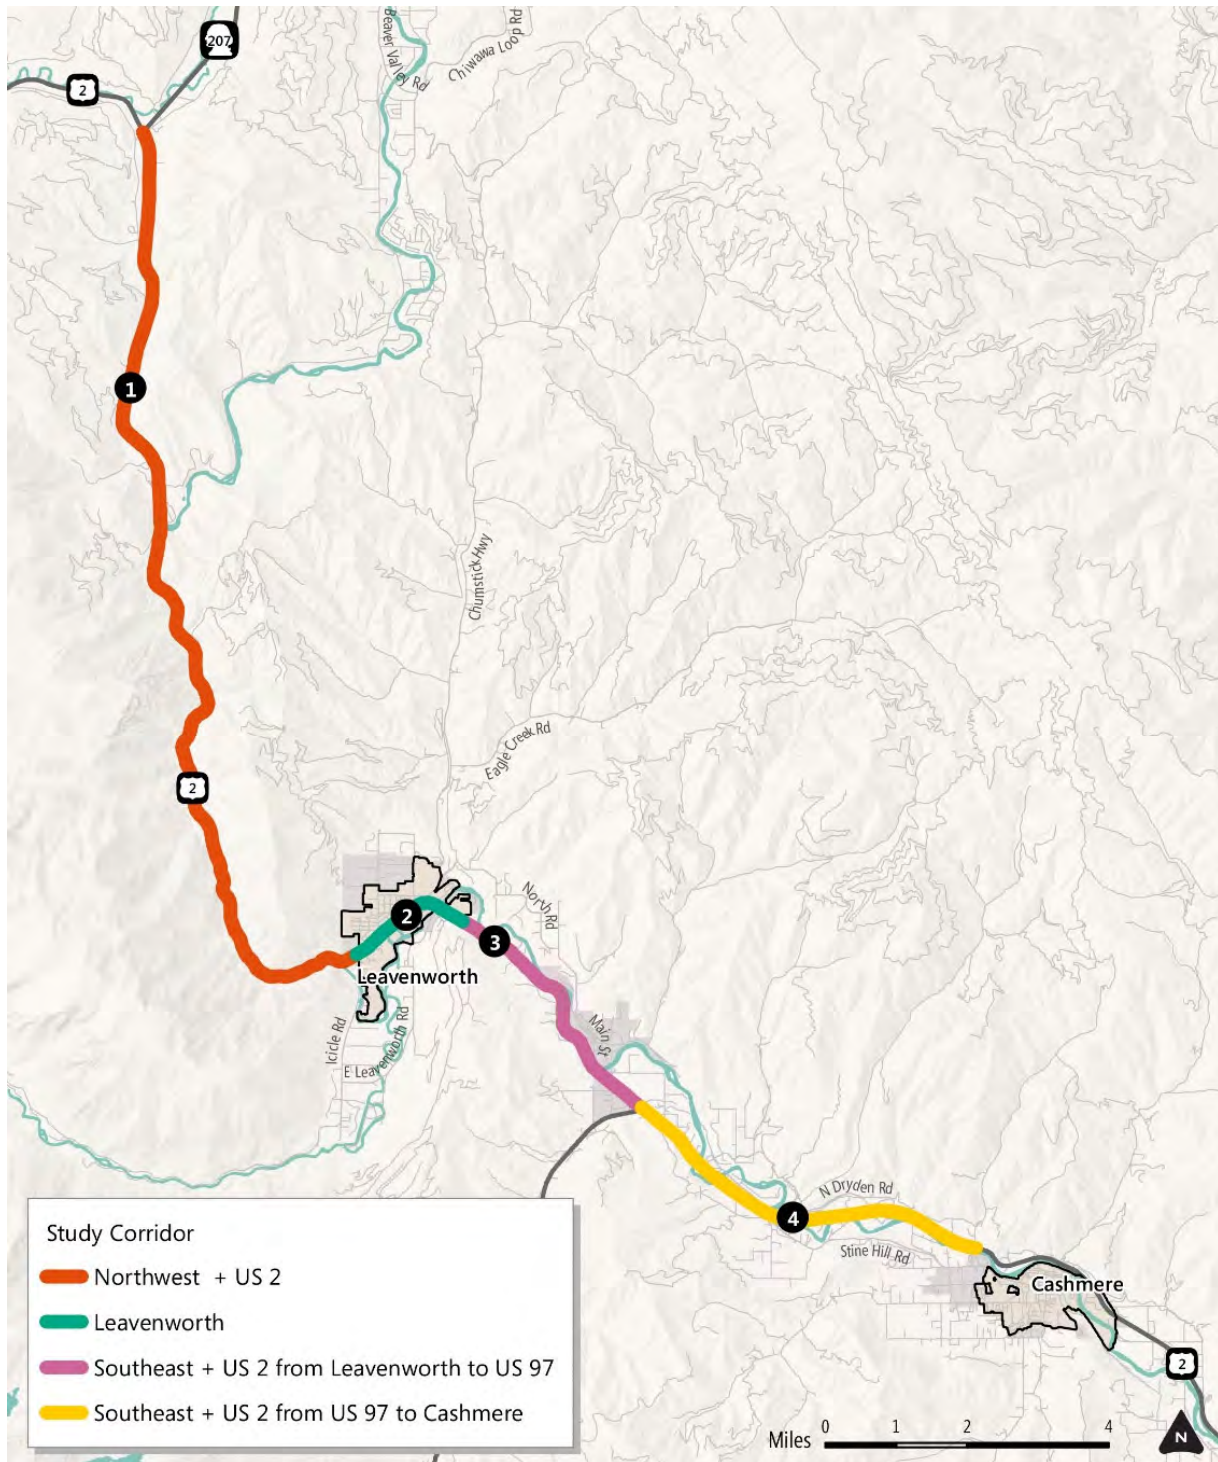 207
2
Beaver Valley Rd
Chiwawa Loop Rd
1
Chumstick Hwy
Eagle Creek Rd
2
2
North Rd
3
Leavenworth
Icicle Rd
E Leavenworth Rd
Main St
N Dryden Rd
4
Stine Hill Rd
Cashmere
2
Study Corridor
Northwest + US 2
Leavenworth
Southeast + US 2 from Leavenworth to US 97
Southeast + US 2 from US 97 to Cashmere
Miles 0 1 2 4
N